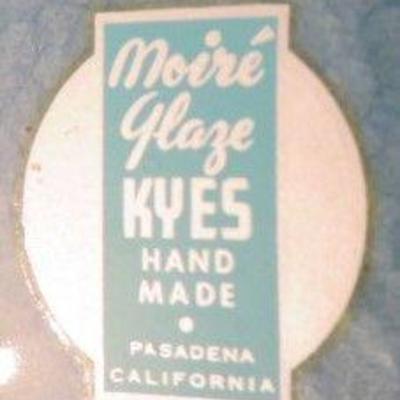 Moiré
Glaze
KYES
HAND
MADE
•
PASADENA
CALIFORNIA